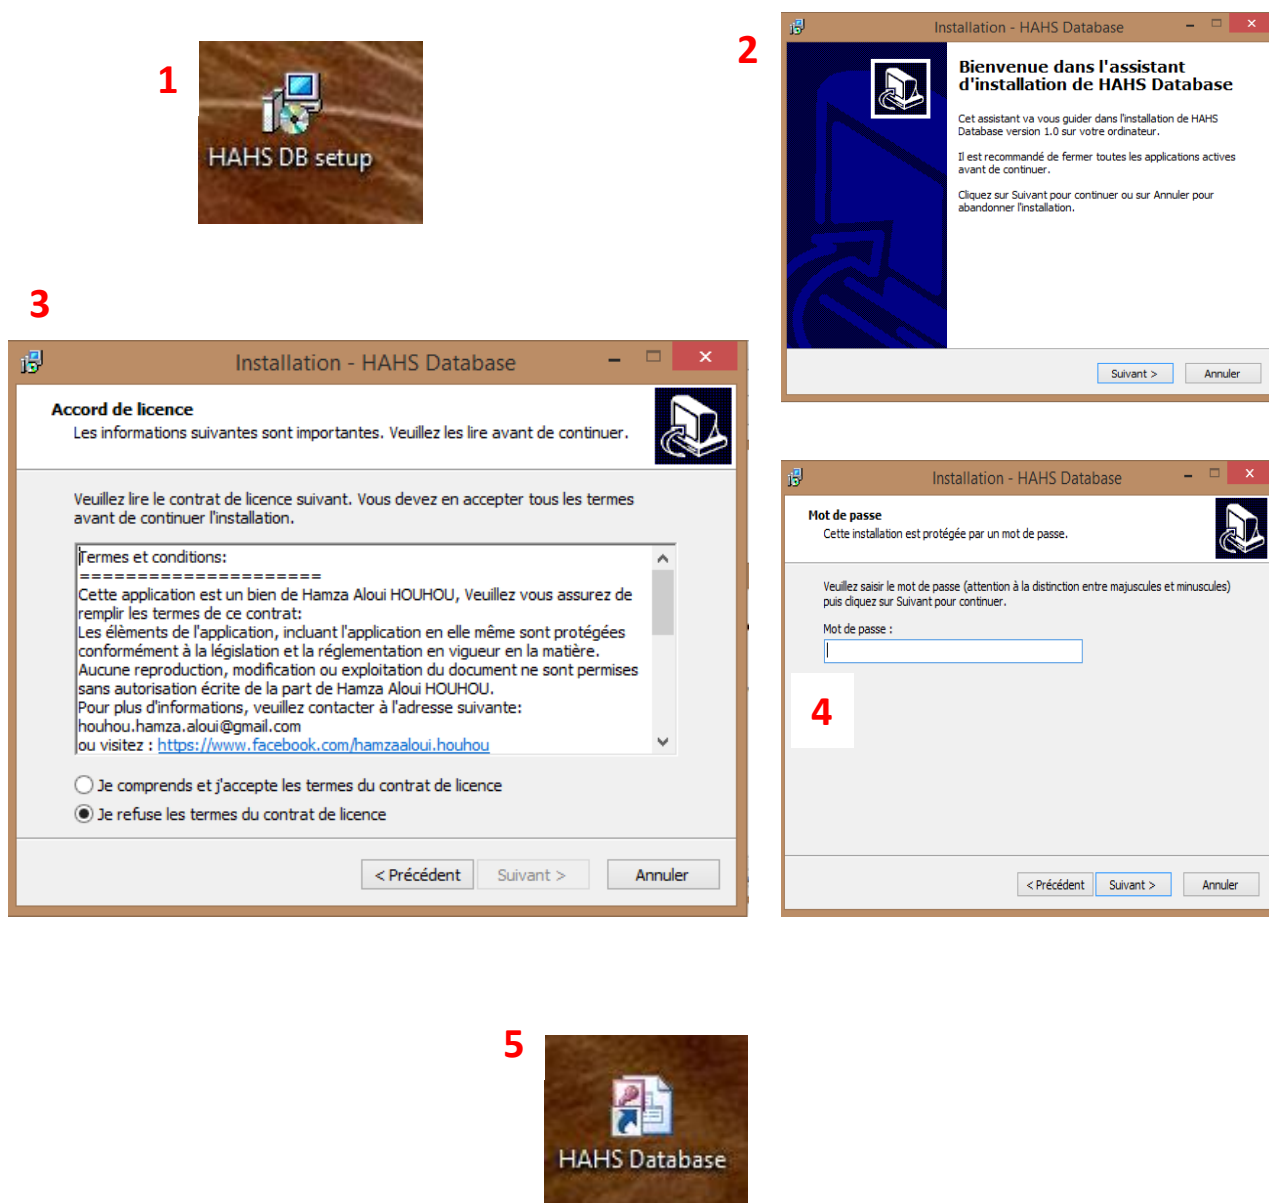 1
HAHS DB setup
2
Installation - HAHS Database
Bienvenue dans l'assistant
d'installation de HAHS Database
Cet assistant va vous guider dans l'installation de HAHS
Database version 1.0 sur votre ordinateur.
Il est recommandé de fermer toutes les applications actives
avant de continuer.
Cliquez sur Suivant pour continuer ou sur Annuler pour
abandonner l'installation.
Suivant >
Annuler
3
Installation - HAHS Database
Accord de licence
Les informations suivantes sont importantes. Veuillez les lire avant de continuer.
Veuillez lire le contrat de licence suivant. Vous devez en accepter tous les termes
avant de continuer l'installation.
Termes et conditions:
=====================
Cette application est un bien de Hamza Aloui HOUHOU, Veuillez vous assurez de
remplir les termes de ce contrat:
Les élèments de l'application, incluant l'application en elle même sont protégées
conformément à la législation et la réglementation en vigueur en la matière.
Aucune reproduction, modification ou exploitation du document ne sont permises
sans autorisation écrite de la part de Hamza Aloui HOUHOU.
Pour plus d'informations, veuillez contacter à l'adresse suivante:
houhou.hamza.aloui@gmail.com
ou visitez : https://www.facebook.com/hamzaaloui.houhou
Je comprends et j'accepte les termes du contrat de licence
Je refuse les termes du contrat de licence
< Précédent
Suivant >
Annuler
Installation - HAHS Database
Mot de passe
Cette installation est protégée par un mot de passe.
Veuillez saisir le mot de passe (attention à la distinction entre majuscules et minuscules)
puis cliquez sur Suivant pour continuer.
Mot de passe :
4
< Précédent
Suivant >
Annuler
5
HAHS Database